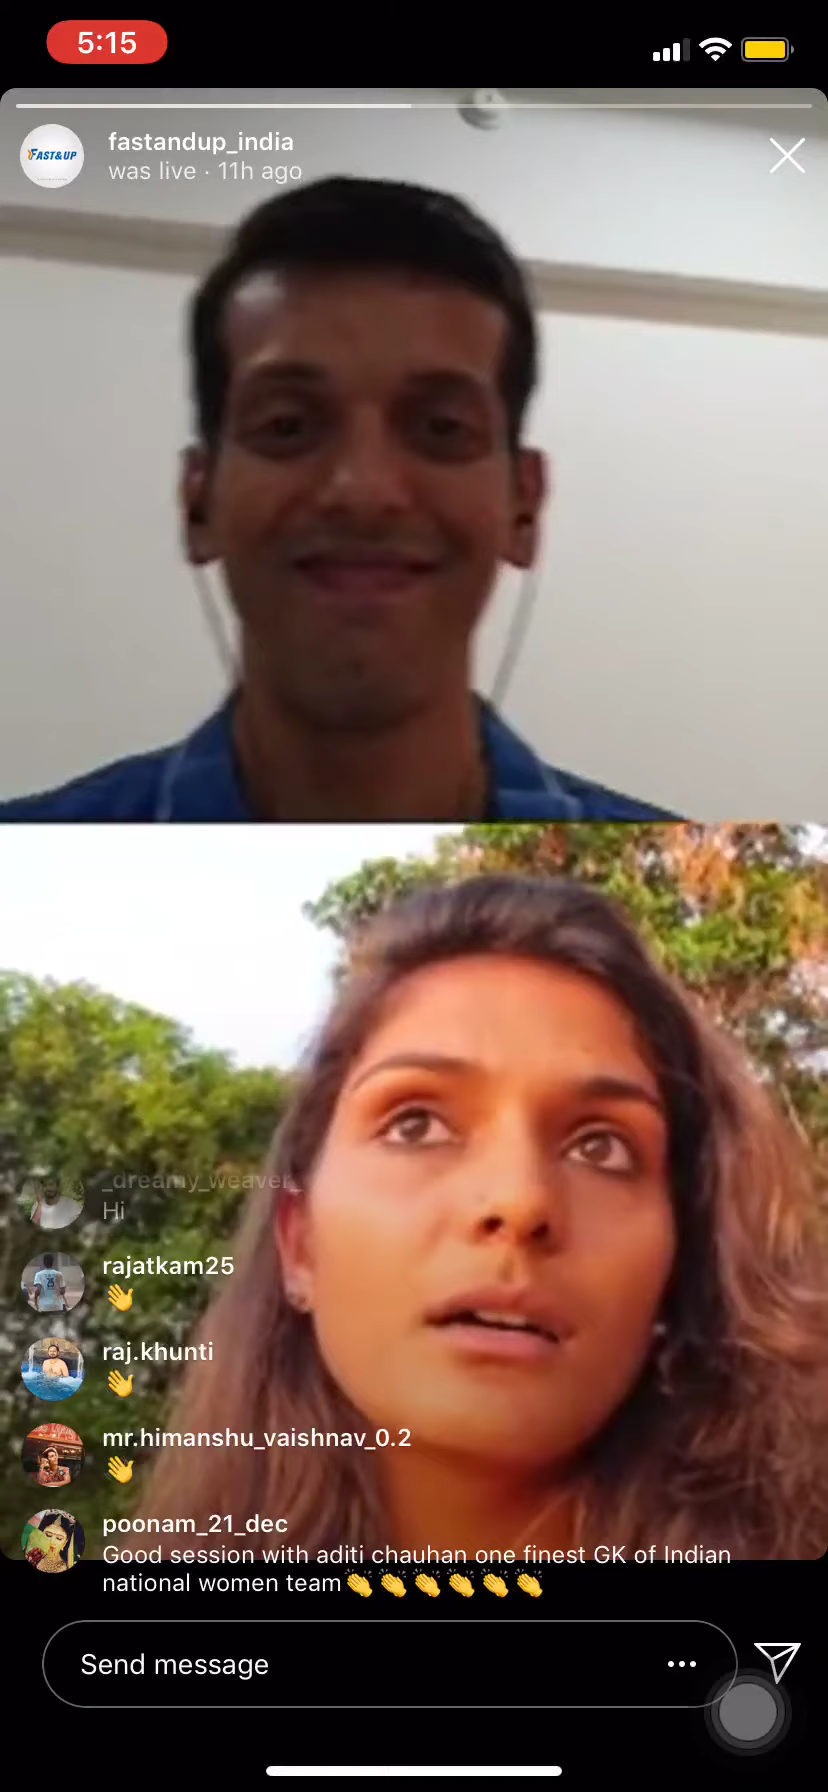 5:15
FAST&UP
fastandup_india
was live · 11h ago
_dreamy_weaver_
Hi
rajatkam25
👋
raj.khunti
👋
mr.himanshu_vaishnav_0.2
👋
poonam_21_dec
Good session with aditi chauhan one finest GK of Indian
national women team👏👏👏👏👏👏
Send message